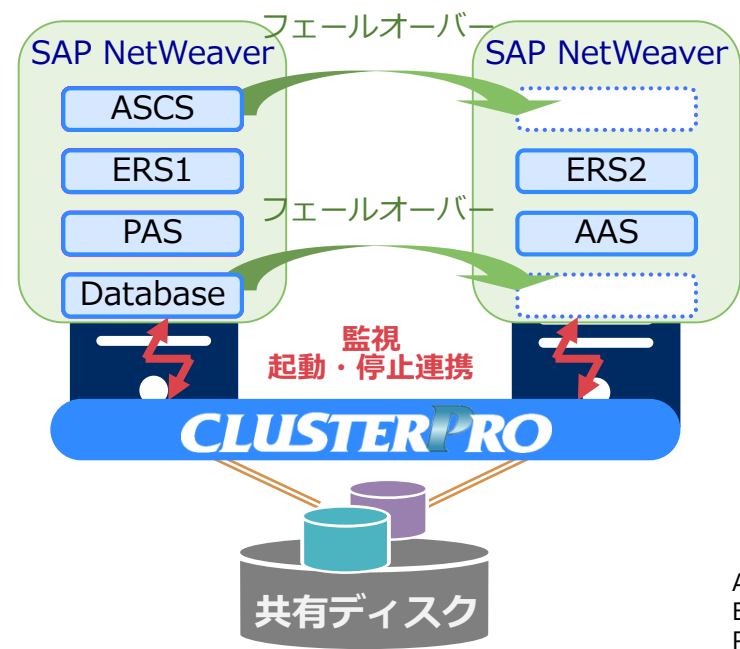 フェールオーバー
SAP NetWeaver
SAP NetWeaver
ASCS
ERS1
ERS2
フェールオーバー
PAS
AAS
Database
監視
起動・停止連携
CLUSTERPRO
共有ディスク
A
E